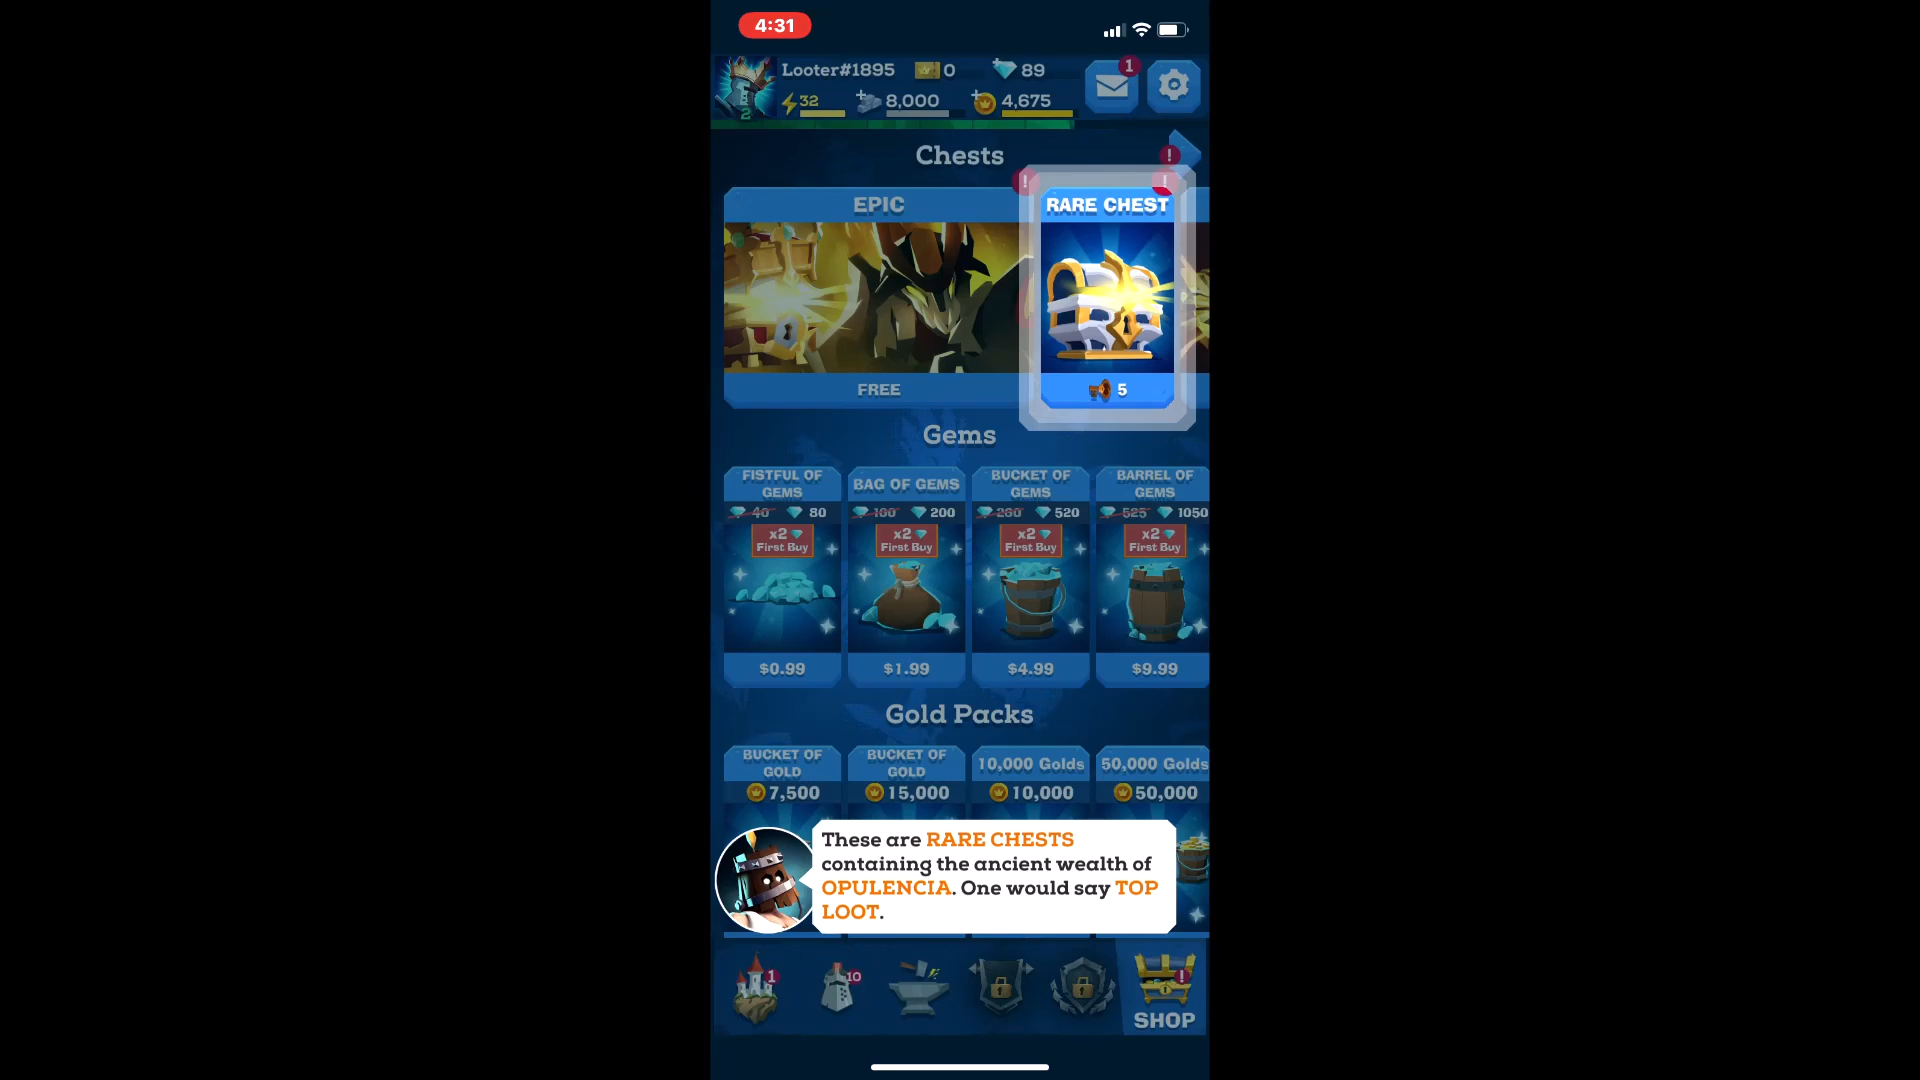 4:31
Looter#1895 0 89 1
2 32 8,000 4,675
Chests
!
! !
EPIC RARE CHEST
FREE 5
Gems
FISTFUL OF GEMS BAG OF GEMS BUCKET OF GEMS BARREL OF GEMS
40 80 100 200 260 520 525 1050
x2 x2 x2 x2
First Buy First Buy First Buy First Buy
$0.99 $1.99 $4.99 $9.99
Gold Packs
BUCKET OF GOLD BUCKET OF GOLD 10,000 Golds 50,000 Golds
7,500 15,000 10,000 50,000
These are RARE CHESTS
containing the ancient wealth of
OPULENCIA. One would say TOP
LOOT.
1 10 !
SHOP